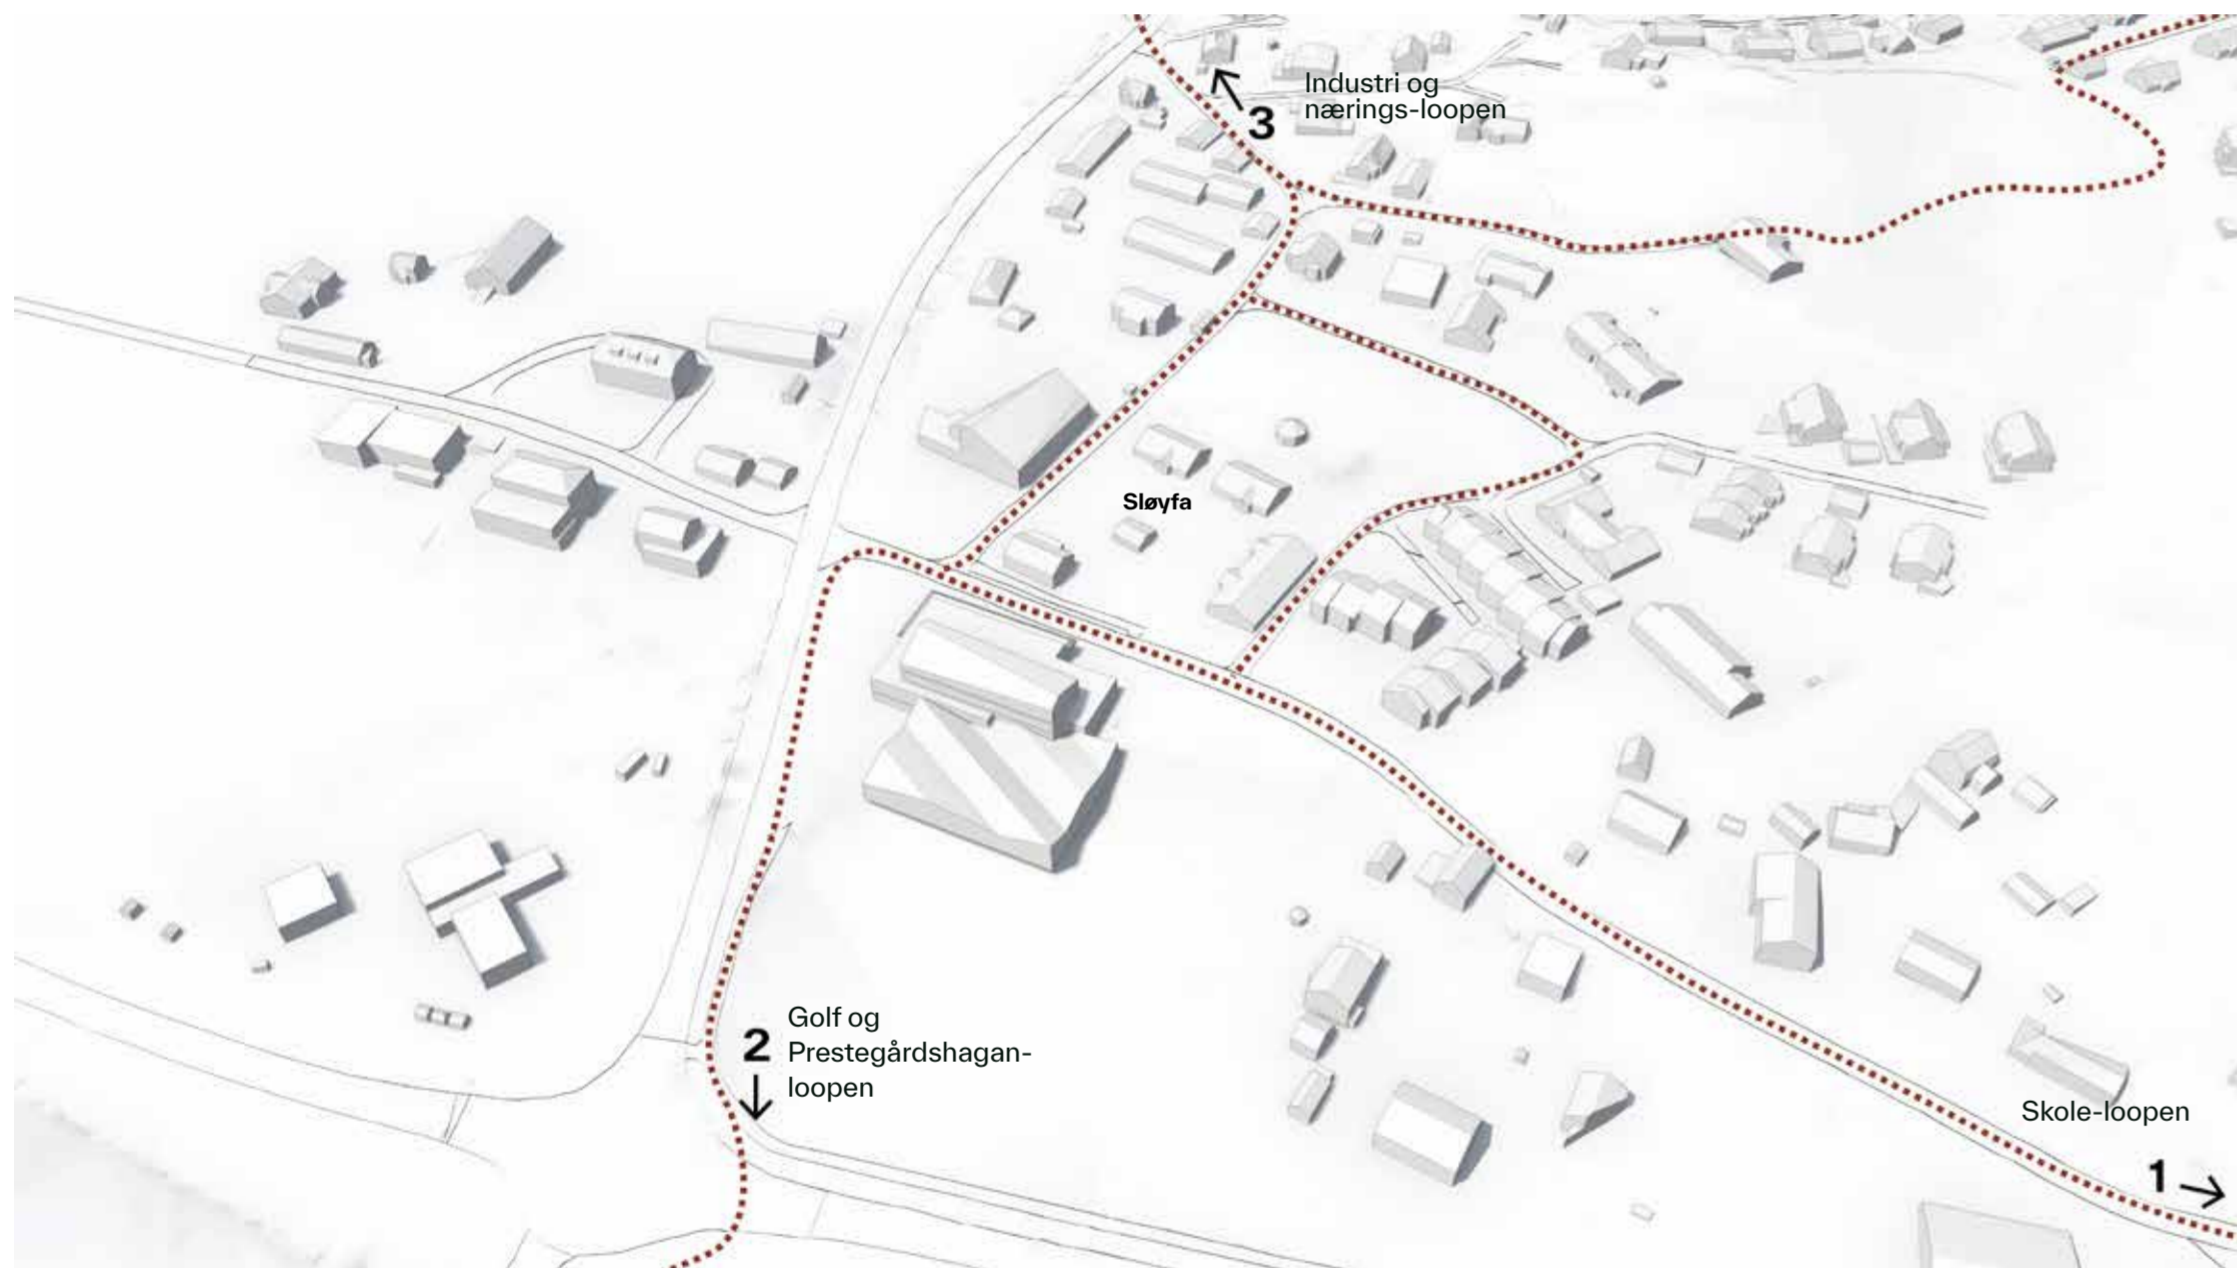 Industri og
nærings-loopen
3
Sløyfa
Golf og
2
Prestegårdshagan-
loopen
Skole-loopen
1